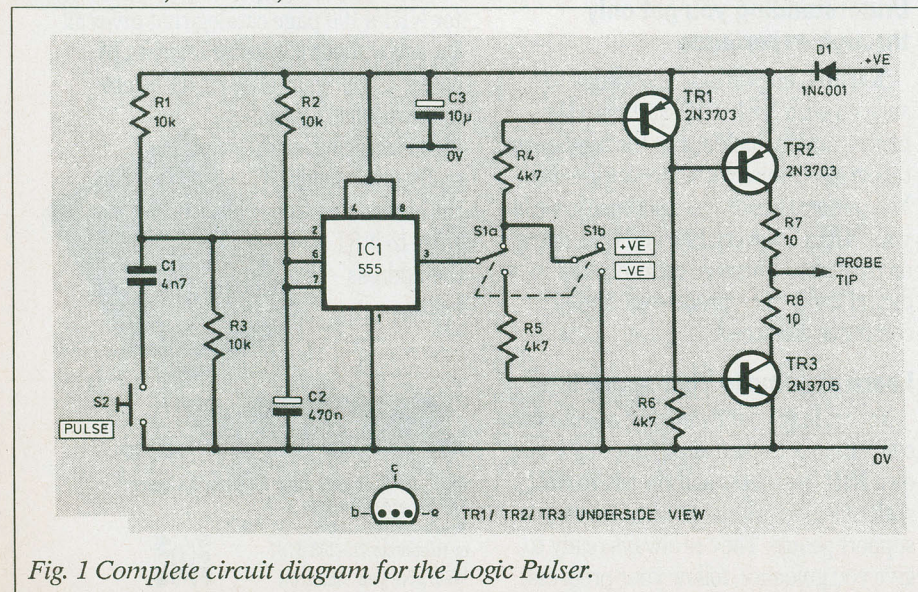 D1
+VE
1N4001
R1
10k
R2
10k
C3
10µ
0V
TR1
2N3703
R4
4k7
TR2
2N3703
4
8
2
6
7
3
1
IC1
555
S1a
S1b
+VE
-VE
R7
10
PROBE
TIP
C1
4n7
R3
10k
R5
4k7
R8
10
TR3
2N3705
S2
PULSE
C2
470n
R6
4k7
0V
c
b
e
TR1/ TR2/ TR3 UNDERSIDE VIEW
Fig. 1 Complete circuit diagram for the Logic Pulser.